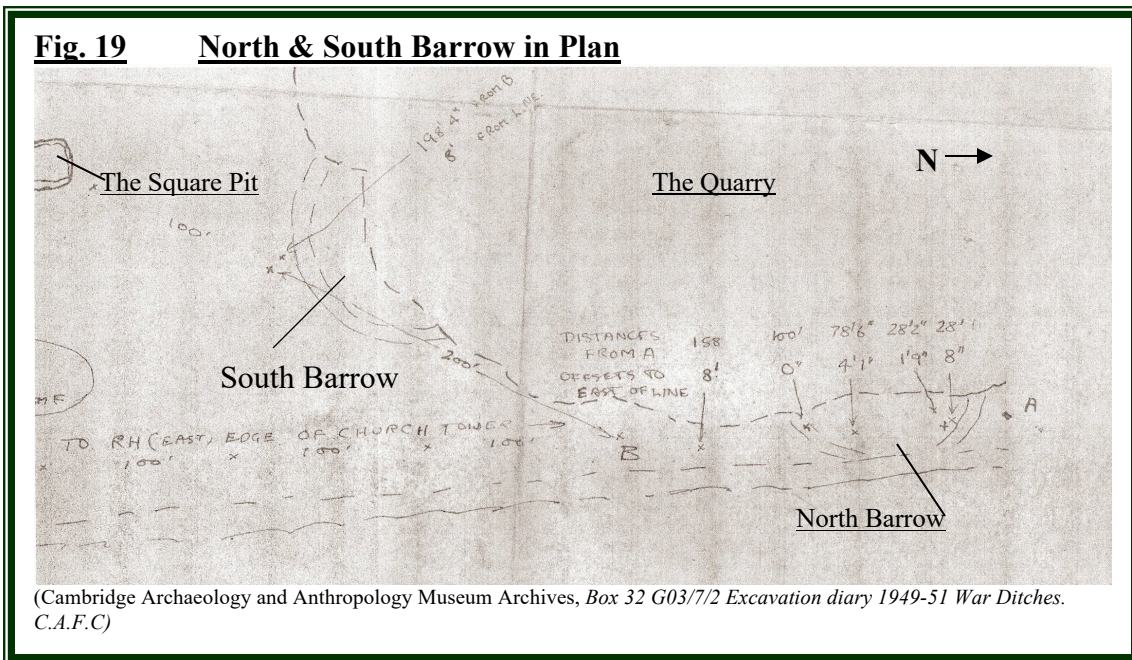 Fig. 19 North & South Barrow in Plan
198' 4" FROM B
8' FROM LINE
N
The Square Pit
The Quarry
100'
South Barrow
200'
DISTANCES FROM A 158 100' 78'6" 28'2" 28'
OFFSETS TO EAST OF LINE 8' 0" 4'1" 1'9" 8"
A
TO RH (EAST) EDGE OF CHURCH TOWER
100' 100' 100'
B
North Barrow
(Cambridge Archaeology and Anthropology Museum Archives, Box 32 G03/7/2 Excavation diary 1949-51 War Ditches.
C.A.F.C)